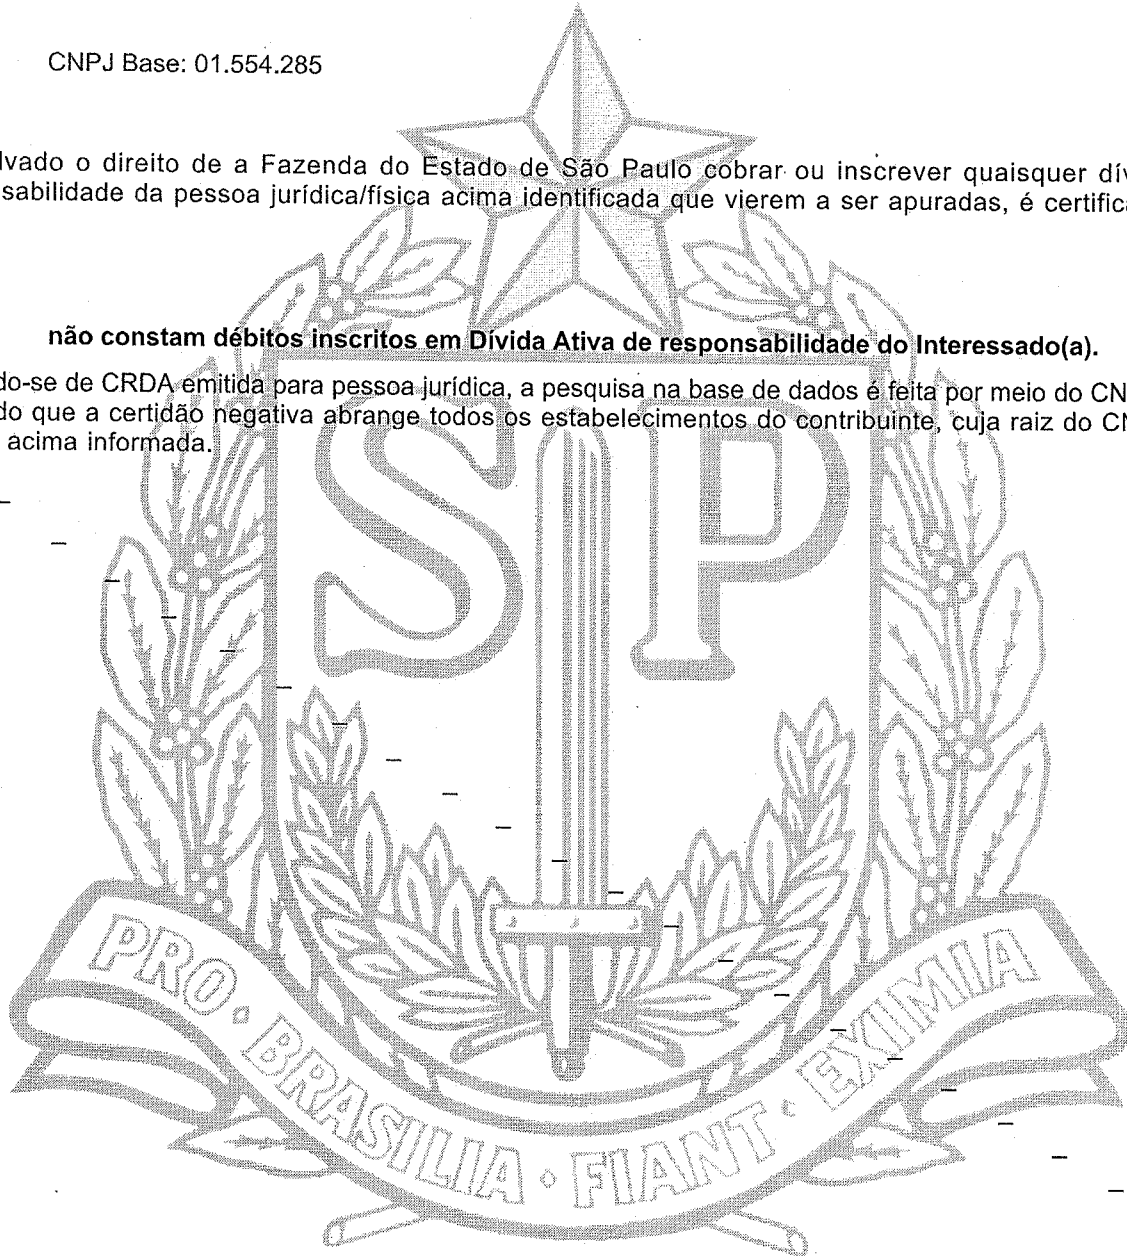 CNPJ Base: 01.554.285
lvado o direito de a Fazenda do Estado de São Paulo cobrar ou inscrever quaisquer dív
sabilidade da pessoa jurídica/física acima identificada que vierem a ser apuradas, é certifica
não constam débitos inscritos em Dívida Ativa de responsabilidade do Interessado(a).
do-se de CRDA emitida para pessoa jurídica, a pesquisa na base de dados é feita por meio do CN
do que a certidão negativa abrange todos os estabelecimentos do contribuinte, cuja raiz do CN
acima informada.
SP
PRO · BRASILIA · FIANT · EXIMIA